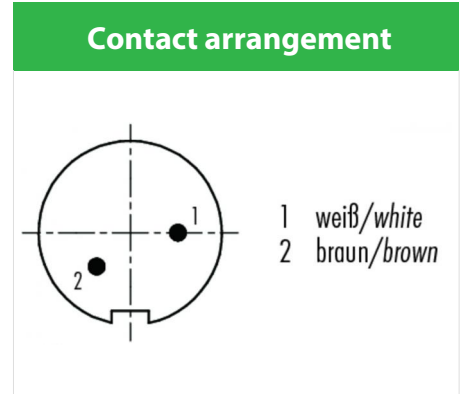 Contact arrangement
1
2
1 weiß/white
2 braun/brown